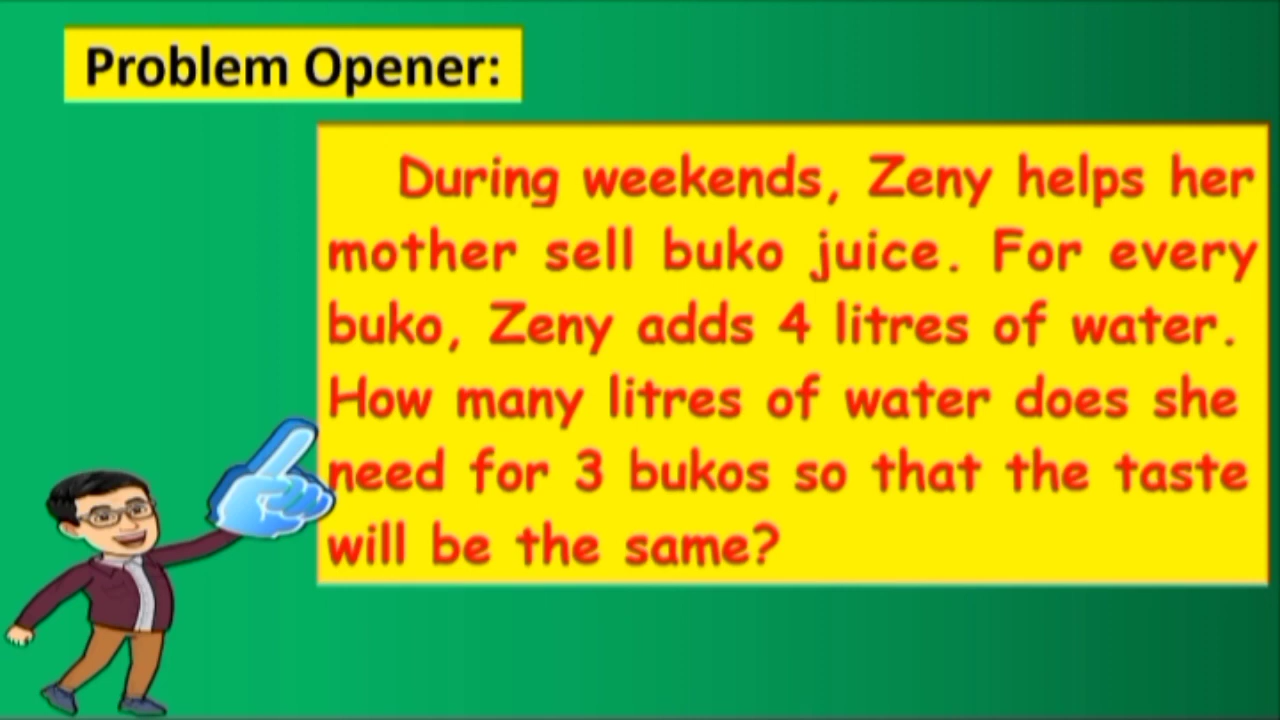 Problem Opener:
During weekends, Zeny helps her
mother sell buko juice. For every
buko, Zeny adds 4 litres of water.
How many litres of water does she
need for 3 bukos so that the taste
will be the same?